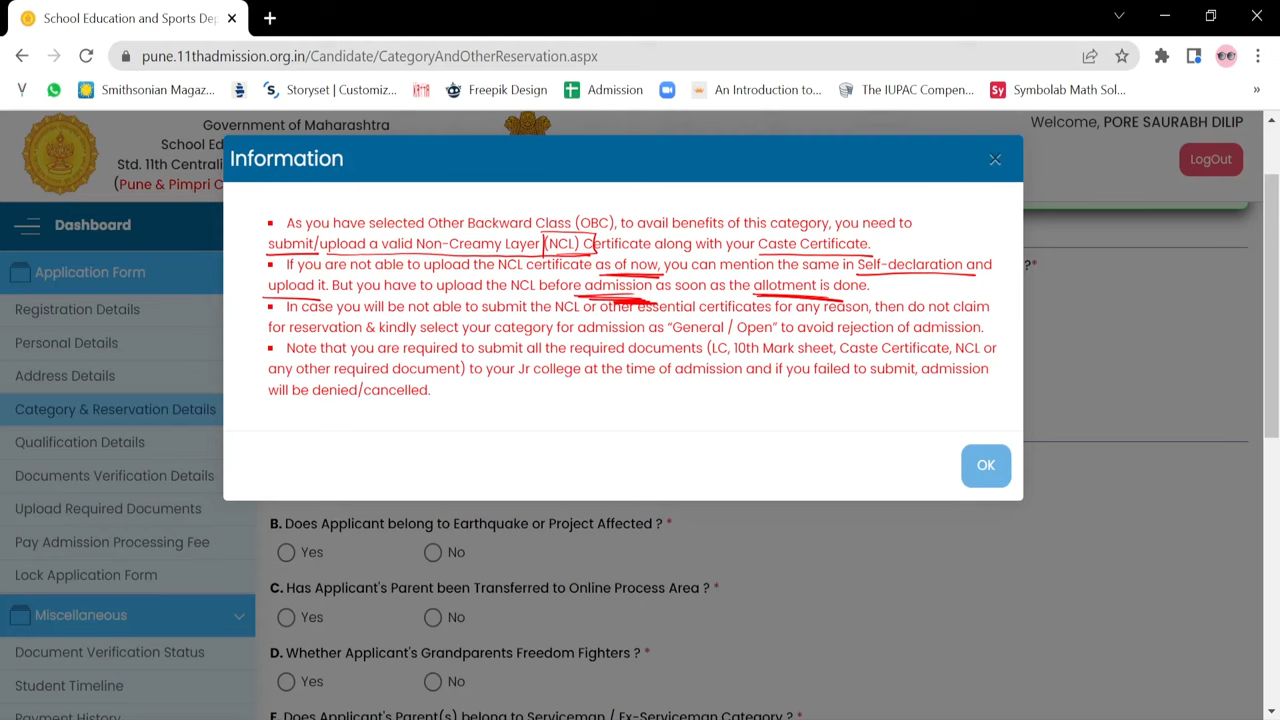 School Education and Sports Dep
pune.11thadmission.org.in/Candidate/CategoryAndOtherReservation.aspx
Smithsonian Magaz...
Storyset | Customiz...
Freepik Design
Admission
An Introduction to...
The IUPAC Compen...
Sy
Symbolab Math Sol...
»
Government of Maharashtra
School Ed
Std. 11th Centrali
(Pune & Pimpri C
Welcome, PORE SAURABH DILIP
LogOut
Dashboard
Application Form
Registration Details
Personal Details
Address Details
Category & Reservation Details
Qualification Details
Documents Verification Details
Upload Required Documents
Pay Admission Processing Fee
Lock Application Form
Miscellaneous
Document Verification Status
Student Timeline
Payment History
Information
As you have selected Other Backward Class (OBC), to avail benefits of this category, you need to
submit/upload a valid Non-Creamy Layer (NCL) Certificate along with your Caste Certificate.
If you are not able to upload the NCL certificate as of now, you can mention the same in Self-declaration and
upload it. But you have to upload the NCL before admission as soon as the allotment is done.
In case you will be not able to submit the NCL or other essential certificates for any reason, then do not claim
for reservation & kindly select your category for admission as “General / Open” to avoid rejection of admission.
Note that you are required to submit all the required documents (LC, 10th Mark sheet, Caste Certificate, NCL or
any other required document) to your Jr college at the time of admission and if you failed to submit, admission
will be denied/cancelled.
OK
?*
B. Does Applicant belong to Earthquake or Project Affected ? *
Yes No
C. Has Applicant's Parent been Transferred to Online Process Area ? *
Yes No
D. Whether Applicant's Grandparents Freedom Fighters ? *
Yes No
E. Does Applicant's Parent(s) belong to Serviceman / Ex-Serviceman Category ? *